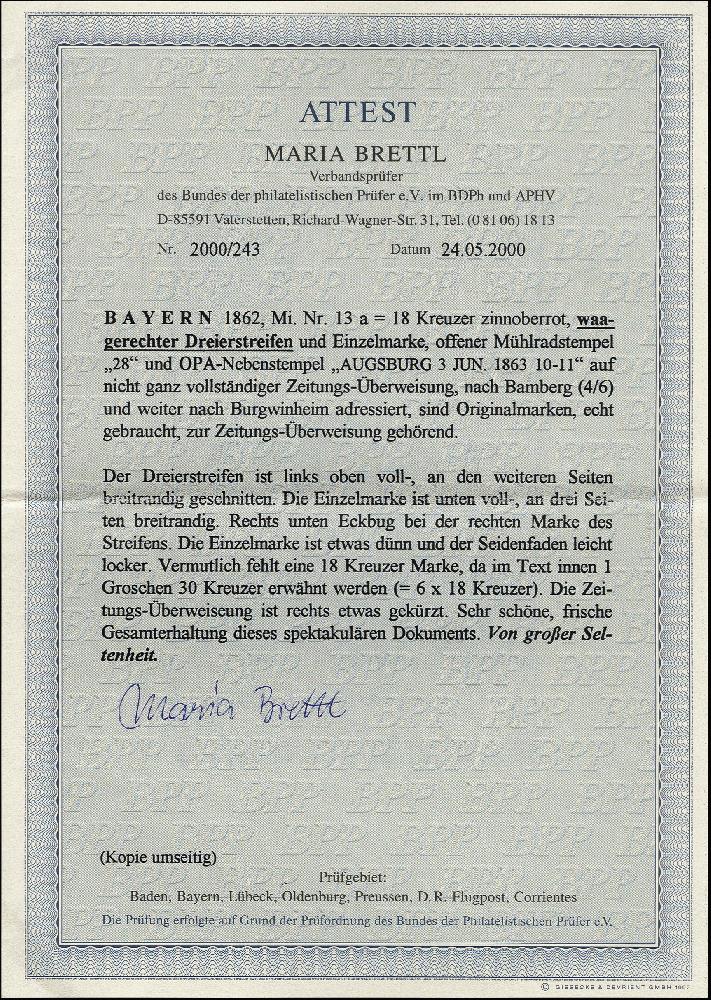 ATTEST
MARIA BRETTL
Verbandsprüfer
des Bundes der philatelistischen Prüfer e.V. im BDPh und APHV
D-85591 Vaterstetten, Richard-Wagner-Str. 31, Tel. (0 81 06) 18 13
Nr. 2000/243 Datum 24.05.2000
BAYERN 1862, Mi. Nr. 13 a = 18 Kreuzer zinnoberrot, waa-
gerechter Dreierstreifen und Einzelmarke, offener Mühlradstempel
„28“ und OPA-Nebenstempel „AUGSBURG 3 JUN. 1863 10-11“ auf
nicht ganz vollständiger Zeitungs-Überweisung, nach Bamberg (4/6)
und weiter nach Burgwinheim adressiert, sind Originalmarken, echt
gebraucht, zur Zeitungs-Überweisung gehörend.
Der Dreierstreifen ist links oben voll-, an den weiteren Seiten
breitrandig geschnitten. Die Einzelmarke ist unten voll-, an drei Sei-
ten breitrandig. Rechts unten Eckbug bei der rechten Marke des
Streifens. Die Einzelmarke ist etwas dünn und der Seidenfaden leicht
locker. Vermutlich fehlt eine 18 Kreuzer Marke, da im Text innen 1
Groschen 30 Kreuzer erwähnt werden (= 6 x 18 Kreuzer). Die Zei-
tungs-Überweisung ist rechts etwas gekürzt. Sehr schöne, frische
Gesamterhaltung dieses spektakulären Dokuments. Von großer Sel-
tenheit.
Maria Brettl
(Kopie umseitig)
Prüfgebiet:
Baden, Bayern, Lübeck, Oldenburg, Preussen, D.R. Flugpost, Corrientes
Die Prüfung erfolgte auf Grund der Prüfordnung des Bundes der Philatelistischen Prüfer e.V.
© GIESECKE & DEVRIENT GMBH